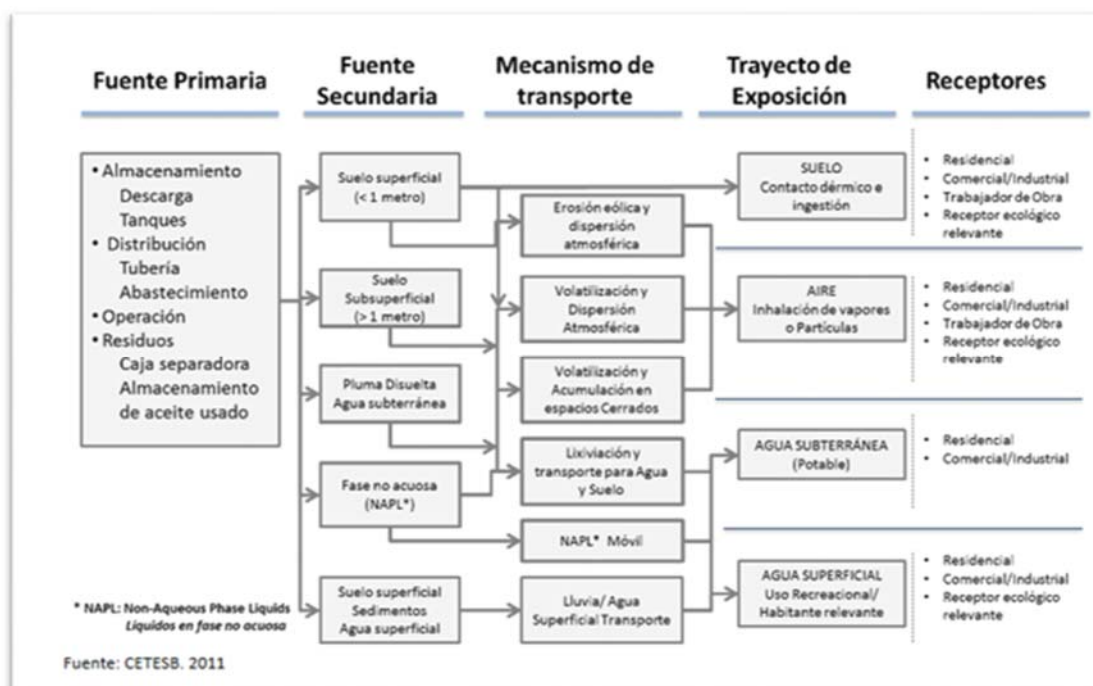 Fuente Primaria
Fuente
Secundaria
Mecanismo de
transporte
Trayecto de
Exposición
Receptores
• Almacenamiento
Descarga
Tanques
• Distribución
Tubería
Abastecimiento
• Operación
• Residuos
Caja separadora
Almacenamiento
de aceite usado
Suelo superficial
(< 1 metro)
Suelo
Subsuperficial
(> 1 metro)
Pluma Disuelta
Agua subterránea
Fase no acuosa
(NAPL*)
Suelo superficial
Sedimentos
Agua superficial
Erosión eólica y
dispersión
atmosférica
Volatilización y
Dispersión
Atmosférica
Volatilización y
Acumulación en
espacios Cerrados
Lixiviación y
transporte para Agua
y Suelo
NAPL* Móvil
Lluvia/ Agua
Superficial Transporte
SUELO
Contacto dérmico e
ingestión
AIRE
Inhalación de vapores
o Partículas
AGUA SUBTERRÁNEA
(Potable)
AGUA SUPERFICIAL
Uso Recreacional/
Habitante relevante
• Residencial
• Comercial/Industrial
• Trabajador de Obra
• Receptor ecológico
relevante
• Residencial
• Comercial/Industrial
• Trabajador de Obra
• Receptor ecológico
relevante
• Residencial
• Comercial/Industrial
• Residencial
• Comercial/Industrial
• Receptor ecológico
relevante
* NAPL: Non-Aqueous Phase Liquids
Líquidos en fase no acuosa
Fuente: CETESB. 2011